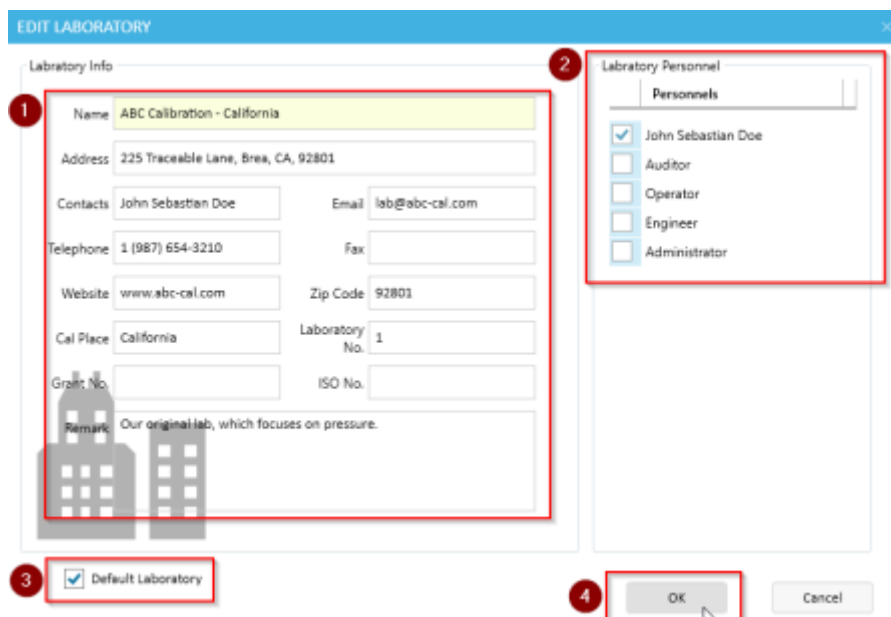 EDIT LABORATORY
×
Labratory Info
1
Name ABC Calibration - California
Address 225 Traceable Lane, Brea, CA, 92801
Contacts John Sebastian Doe Email lab@abc-cal.com
Telephone 1 (987) 654-3210 Fax
Website www.abc-cal.com Zip Code 92801
Cal Place California Laboratory No. 1
Grant No. ISO No.
Remark Our original lab, which focuses on pressure.
2
Labratory Personnel
Personnels
John Sebastian Doe
Auditor
Operator
Engineer
Administrator
3
Default Laboratory
4
OK
Cancel